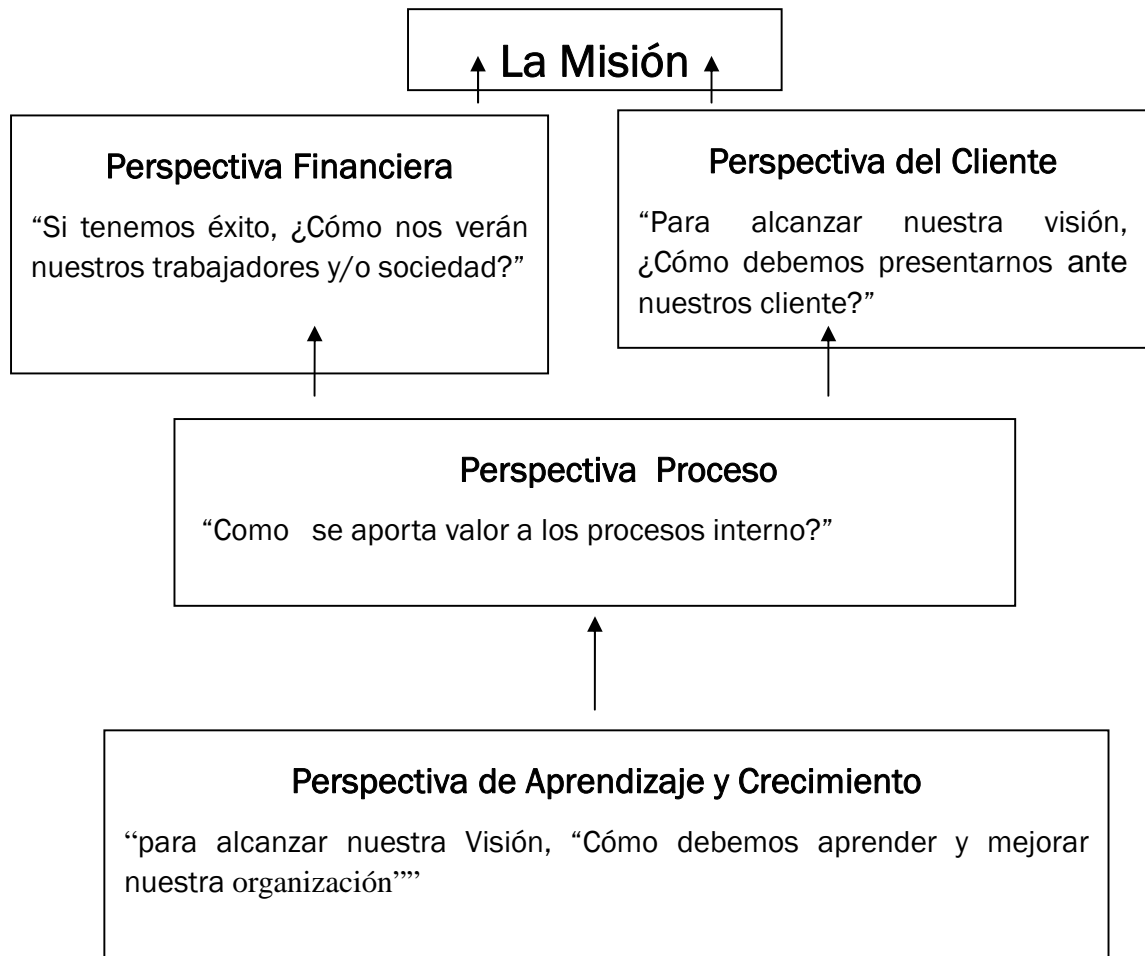 La Misión
Perspectiva Financiera
“Si tenemos éxito, ¿Cómo nos verán
nuestros trabajadores y/o sociedad?”
Perspectiva del Cliente
“Para alcanzar nuestra visión,
¿Cómo debemos presentarnos ante
nuestros cliente?”
Perspectiva Proceso
“Como se aporta valor a los procesos interno?”
Perspectiva de Aprendizaje y Crecimiento
“para alcanzar nuestra Visión, “Cómo debemos aprender y mejorar
nuestra organización””